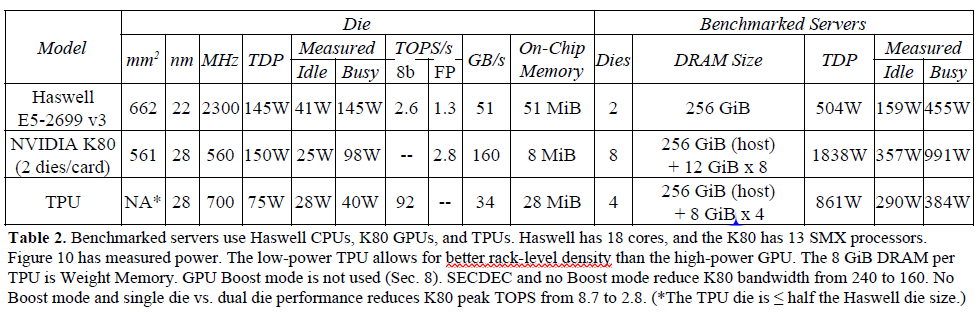 Model Die Benchmarked Servers
mm² nm MHz TDP Measured TOPS/s GB/s On-Chip Memory Dies DRAM Size TDP Measured
Idle Busy 8b FP Idle Busy
Haswell E5-2699 v3 662 22 2300 145W 41W 145W 2.6 1.3 51 51 MiB 2 256 GiB 504W 159W 455W
NVIDIA K80 (2 dies/card) 561 28 560 150W 25W 98W -- 2.8 160 8 MiB 8 256 GiB (host) + 12 GiB x 8 1838W 357W 991W
TPU NA* 28 700 75W 28W 40W 92 -- 34 28 MiB 4 256 GiB (host) + 8 GiB x 4 861W 290W 384W
Table 2. Benchmarked servers use Haswell CPUs, K80 GPUs, and TPUs. Haswell has 18 cores, and the K80 has 13 SMX processors.
Figure 10 has measured power. The low-power TPU allows for better rack-level density than the high-power GPU. The 8 GiB DRAM per
TPU is Weight Memory. GPU Boost mode is not used (Sec. 8). SECDEC and no Boost mode reduce K80 bandwidth from 240 to 160. No
Boost mode and single die vs. dual die performance reduces K80 peak TOPS from 8.7 to 2.8. (*The TPU die is ≤ half the Haswell die size.)